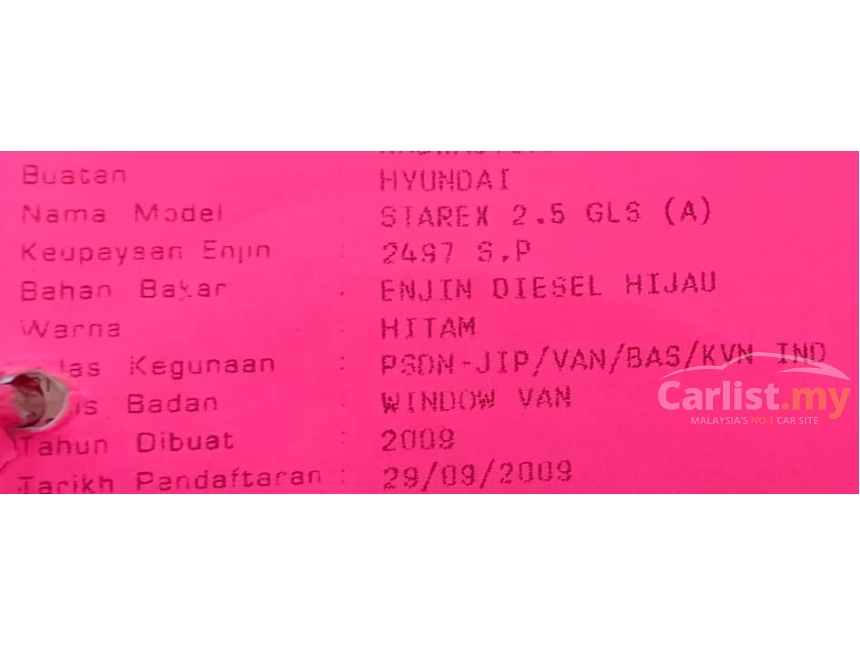 Buatan : HYUNDAI
Nama Model : STAREX 2.5 GLS (A)
Keupayaan Enjin : 2497 S.P
Bahan Bakar : ENJIN DIESEL HIJAU
Warna : HITAM
las Kegunaan : PSDN-JIP/VAN/BAS/KVN IND
is Badan : WINDOW VAN
Tahun Dibuat : 2009
Tarikh Pendaftaran : 29/09/2009
Carlist.my
MALAYSIA'S NO.1 CAR SITE